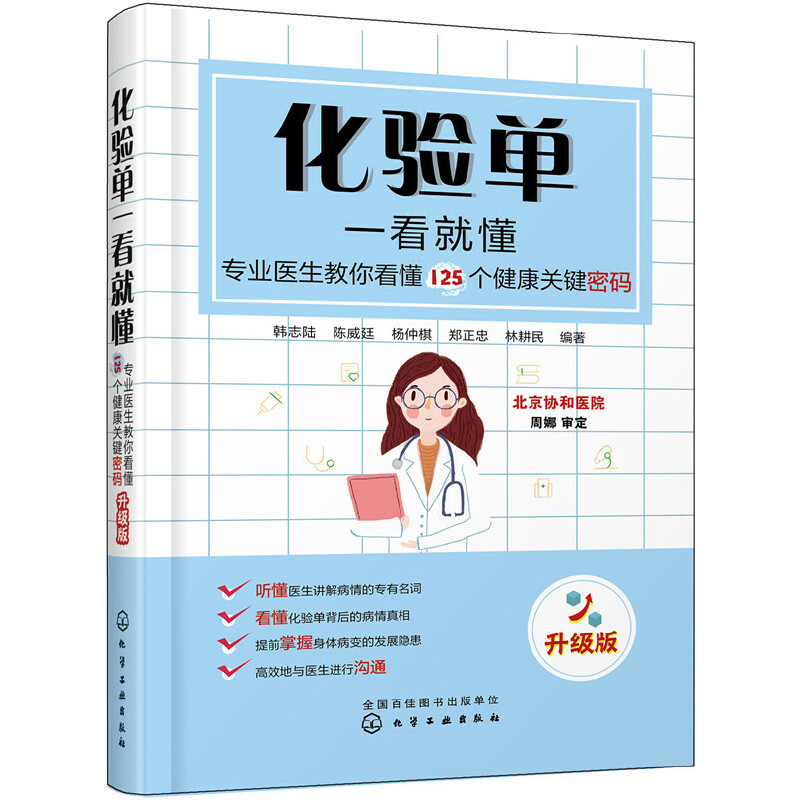 化验单
一看就懂
专业医生教你看懂125个健康关键密码
韩志陆 陈威廷 杨仲棋 郑正忠 林耕民 编著
北京协和医院
周娜 审定
听懂医生讲解病情的专有名词
看懂化验单背后的病情真相
提前掌握身体病变的发展隐患
高效地与医生进行沟通
升级版
全国百佳图书出版单位
化学工业出版社
化验单一看就懂
专业医生教你看懂
125个健康关键密码
升级版
化学工业出版社